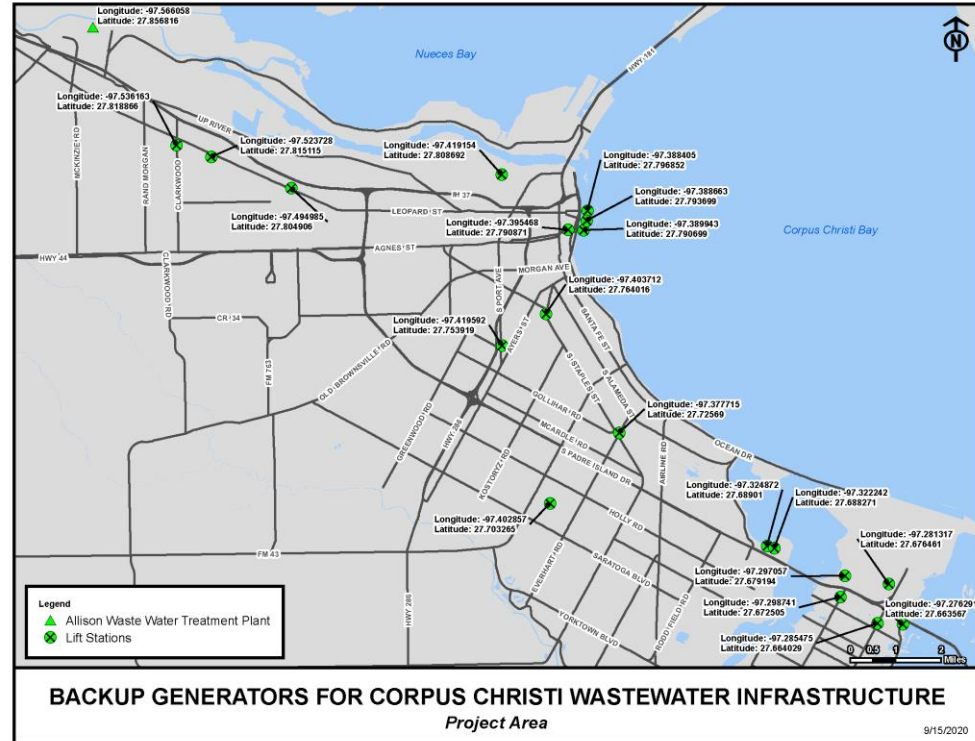 Longitude: -97.566058
Latitude: 27.856816
Nueces Bay
HWY-181
N
Longitude: -97.536163
Latitude: 27.818866
UP RIVER
Longitude: -97.523728
Latitude: 27.815115
Longitude: -97.419154
Latitude: 27.808692
Longitude: -97.388405
Latitude: 27.796852
MCKINZIE RD
RAND MORGAN
CLARKWOOD
IH 37
Longitude: -97.388663
Latitude: 27.793699
Longitude: -97.494985
Latitude: 27.804906
LEOPARD ST
Longitude: -97.395468
Latitude: 27.790871
Longitude: -97.389943
Latitude: 27.790699
Corpus Christi Bay
AGNES ST
HWY 44
CLARKWOOD RD
S PORT AVE
MORGAN AVE
Longitude: -97.403712
Latitude: 27.764016
CR 34
FM 763
OLD BROWNSVILLE RD
Longitude: -97.419592
Latitude: 27.753919
AYERS ST
SANTA FE ST
S STAPLES ST
S ALAMEDA ST
GREENWOOD RD
HWY 286
GOLLIHAR RD
Longitude: -97.377715
Latitude: 27.72569
MCARDLE RD
S PADRE ISLAND DR
KOSTORYZ RD
AIRLINE RD
OCEAN DR
Longitude: -97.324872
Latitude: 27.68901
Longitude: -97.322242
Latitude: 27.688271
Longitude: -97.402857
Latitude: 27.703265
HOLLY RD
Longitude: -97.281317
Latitude: 27.676461
FM 43
EVERHART RD
SARATOGA BLVD
Longitude: -97.297057
Latitude: 27.679194
Longitude: -97.298741
Latitude: 27.672505
Longitude: -97.276291
Latitude: 27.663567
HWY 286
YORKTOWN BLVD
RODD FIELD RD
Longitude: -97.285475
Latitude: 27.664029
Legend
Allison Waste Water Treatment Plant
Lift Stations
0 0.5 1 2
Miles
BACKUP GENERATORS FOR CORPUS CHRISTI WASTEWATER INFRASTRUCTURE
Project Area
9/15/2020